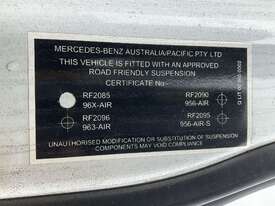 MERCEDES-BENZ AUSTRALIA/PACIFIC PTY LTD
THIS VEHICLE IS FITTED WITH AN APPROVED
ROAD FRIENDLY SUSPENSION
CERTIFICATE No.
RF2085 RF2090
96X-AIR 956-AIR
RF2096 RF2095
963-AIR 956-AIR-S
UNAUTHORISED MODIFICATION OR SUBSTITUTION OF SUSPENSION
COMPONENTS MAY VOID COMPLIANCE